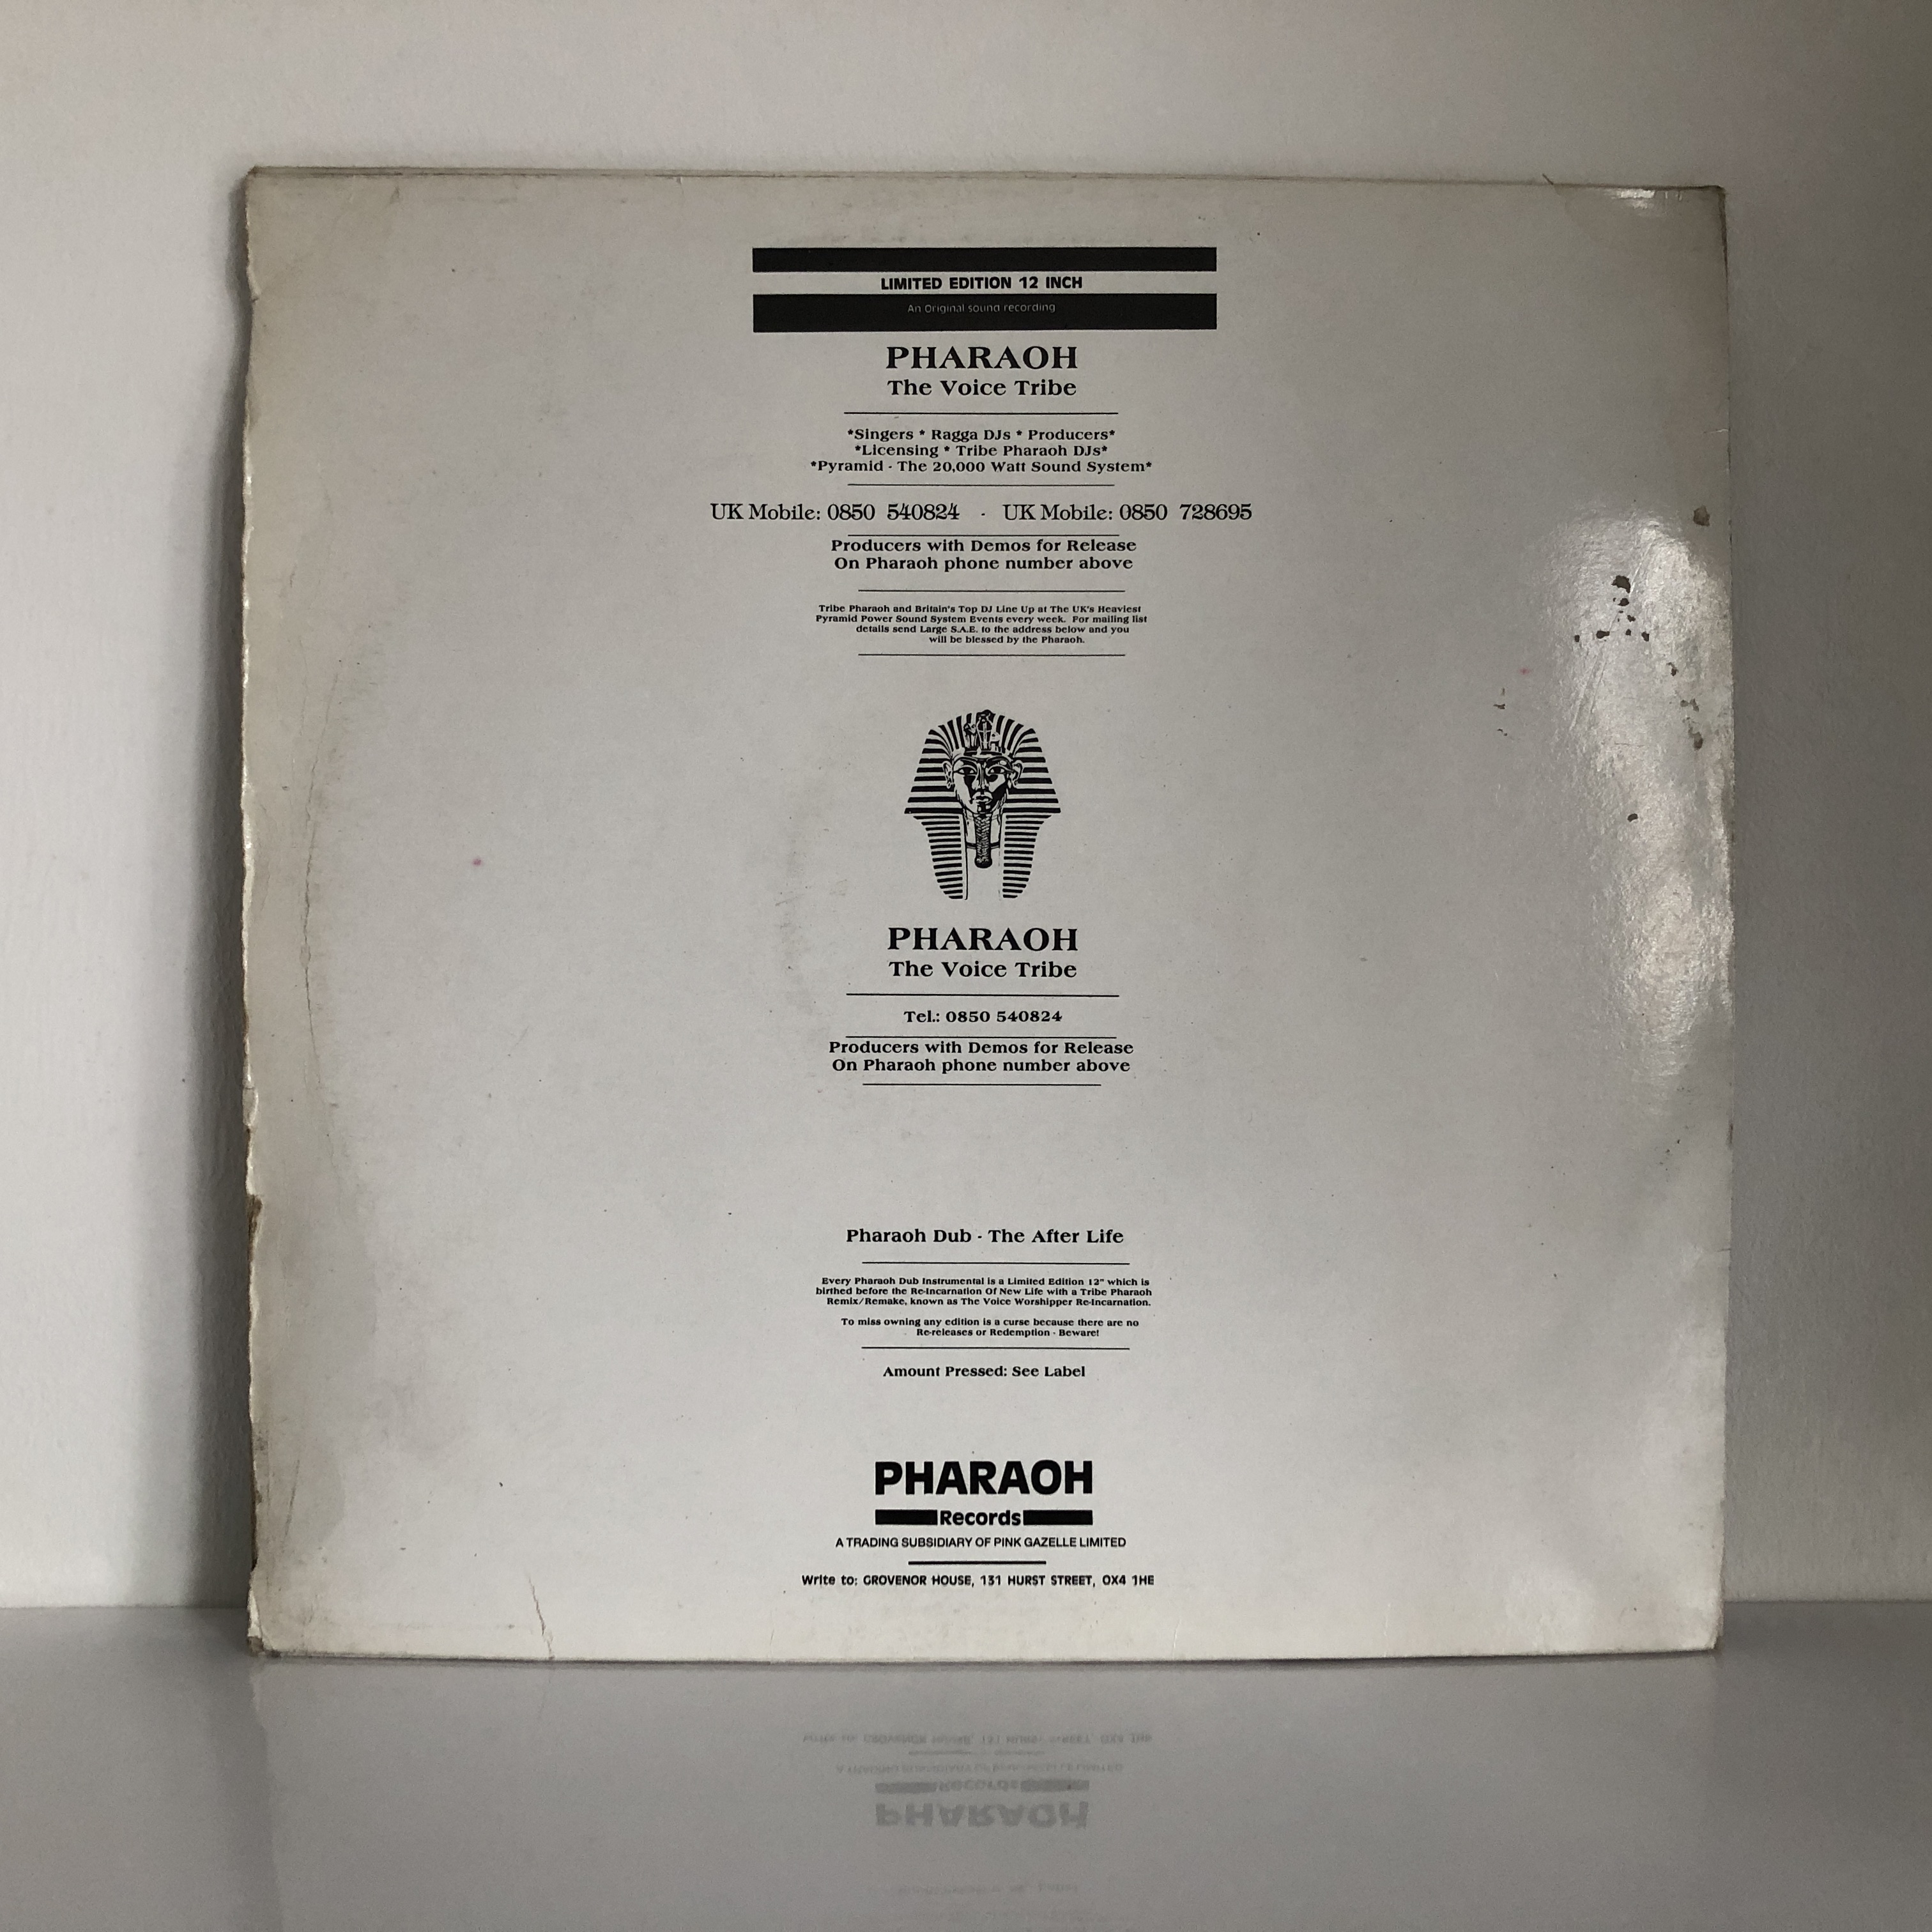 LIMITED EDITION 12 INCH
An Original sound recording
PHARAOH
The Voice Tribe
*Singers * Ragga DJs * Producers*
*Licensing * Tribe Pharaoh DJs*
*Pyramid - The 20,000 Watt Sound System*
UK Mobile: 0850 540824 - UK Mobile: 0850 728695
Producers with Demos for Release
On Pharaoh phone number above
Tribe Pharaoh and Britain's Top DJ Line Up at The UK's Heaviest
Pyramid Power Sound System Events every week. For mailing list
details send Large S.A.E. to the address below and you
will be blessed by the Pharaoh.
PHARAOH
The Voice Tribe
Tel.: 0850 540824
Producers with Demos for Release
On Pharaoh phone number above
Pharaoh Dub - The After Life
Every Pharaoh Dub Instrumental is a Limited Edition 12" which is
birthed before the Re-Incarnation Of New Life with a Tribe Pharaoh
Remix/Remake, known as The Voice Worshipper Re-Incarnation.
To miss owning any edition is a curse because there are no
Re-releases or Redemption - Beware!
Amount Pressed: See Label
PHARAOH
Records
A TRADING SUBSIDIARY OF PINK GAZELLE LIMITED
Write to: GROVENOR HOUSE, 131 HURST STREET, OX4 1HE